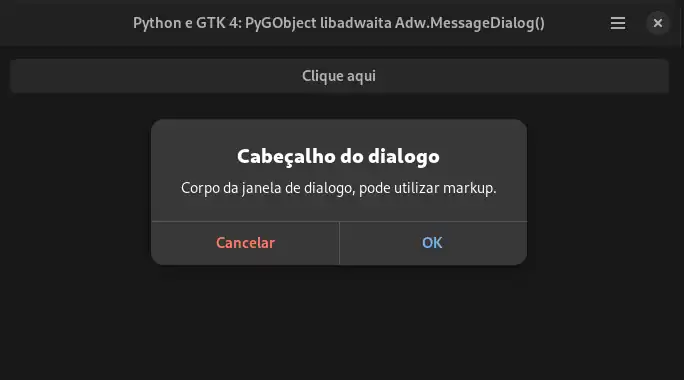 Python e GTK 4: PyGObject libadwaita Adw.MessageDialog()
Clique aqui
Cabeçalho do dialogo
Corpo da janela de dialogo, pode utilizar markup.
Cancelar
OK